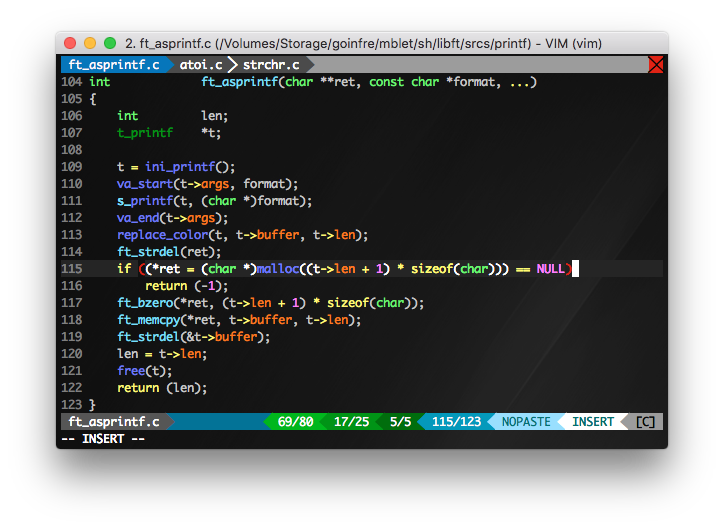 2. ft_asprintf.c (/Volumes/Storage/goinfre/mblet/sh/libft/srcs/printf) - VIM (vim)
ft_asprintf.c atoi.c strchr.c X
104 int ft_asprintf(char **ret, const char *format, ...)
105 {
106 int len;
107 t_printf *t;
108
109 t = ini_printf();
110 va_start(t->args, format);
111 s_printf(t, (char *)format);
112 va_end(t->args);
113 replace_color(t, t->buffer, t->len);
114 ft_strdel(ret);
115 if ((*ret = (char *)malloc((t->len + 1) * sizeof(char))) == NULL)
116 return (-1);
117 ft_bzero(*ret, (t->len + 1) * sizeof(char));
118 ft_memcpy(*ret, t->buffer, t->len);
119 ft_strdel(&t->buffer);
120 len = t->len;
121 free(t);
122 return (len);
123 }
ft_asprintf.c 69/80 17/25 5/5 115/123 NOPASTE INSERT [C]
-- INSERT --